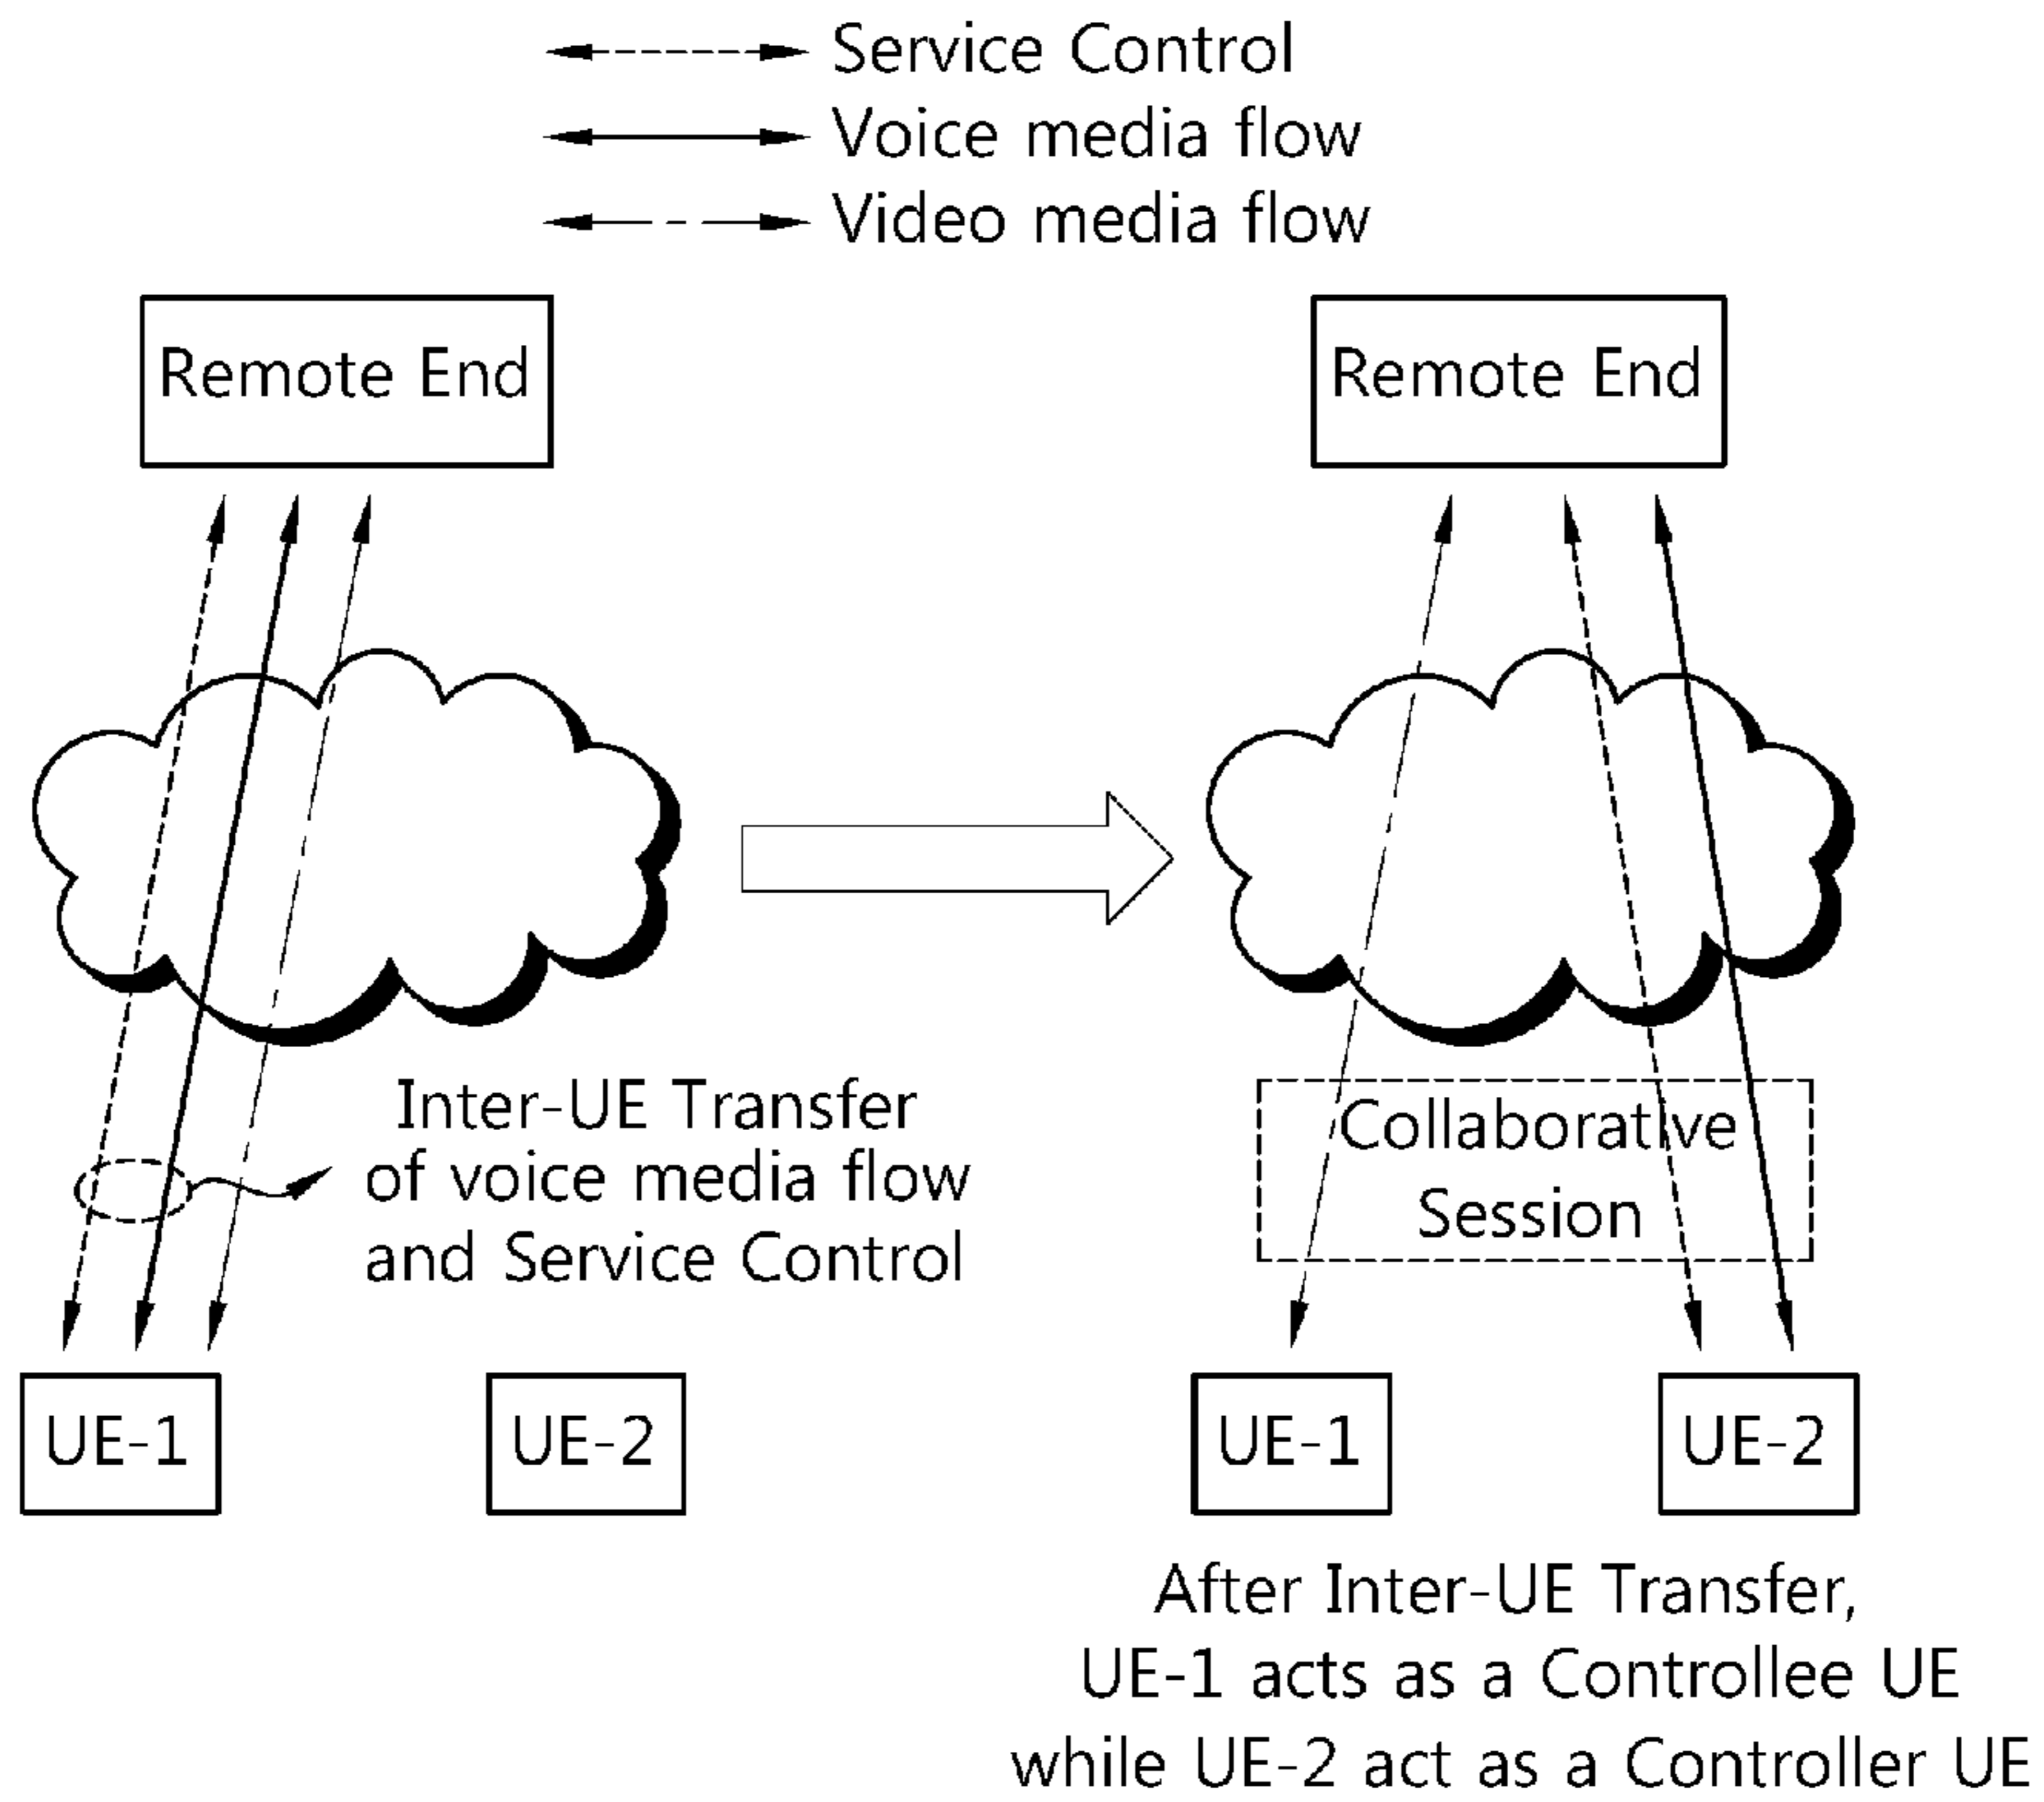 Service Control
Voice media flow
Video media flow
Remote End
Remote End
Inter-UE Transfer
of voice media flow
and Service Control
Collaborative
Session
UE-1
UE-2
UE-1
UE-2
After Inter-UE Transfer,
UE-1 acts as a Controllee UE
while UE-2 act as a Controller UE